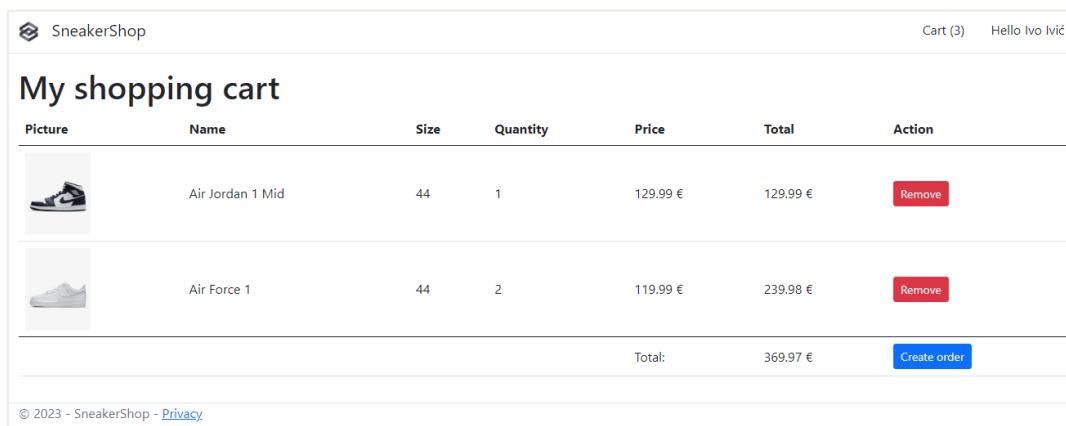 SneakerShop Cart (3) Hello Ivo Ivić
My shopping cart
Picture Name Size Quantity Price Total Action
Air Jordan 1 Mid 44 1 129.99 € 129.99 € Remove
Air Force 1 44 2 119.99 € 239.98 € Remove
Total: 369.97 € Create order
© 2023 - SneakerShop - Privacy